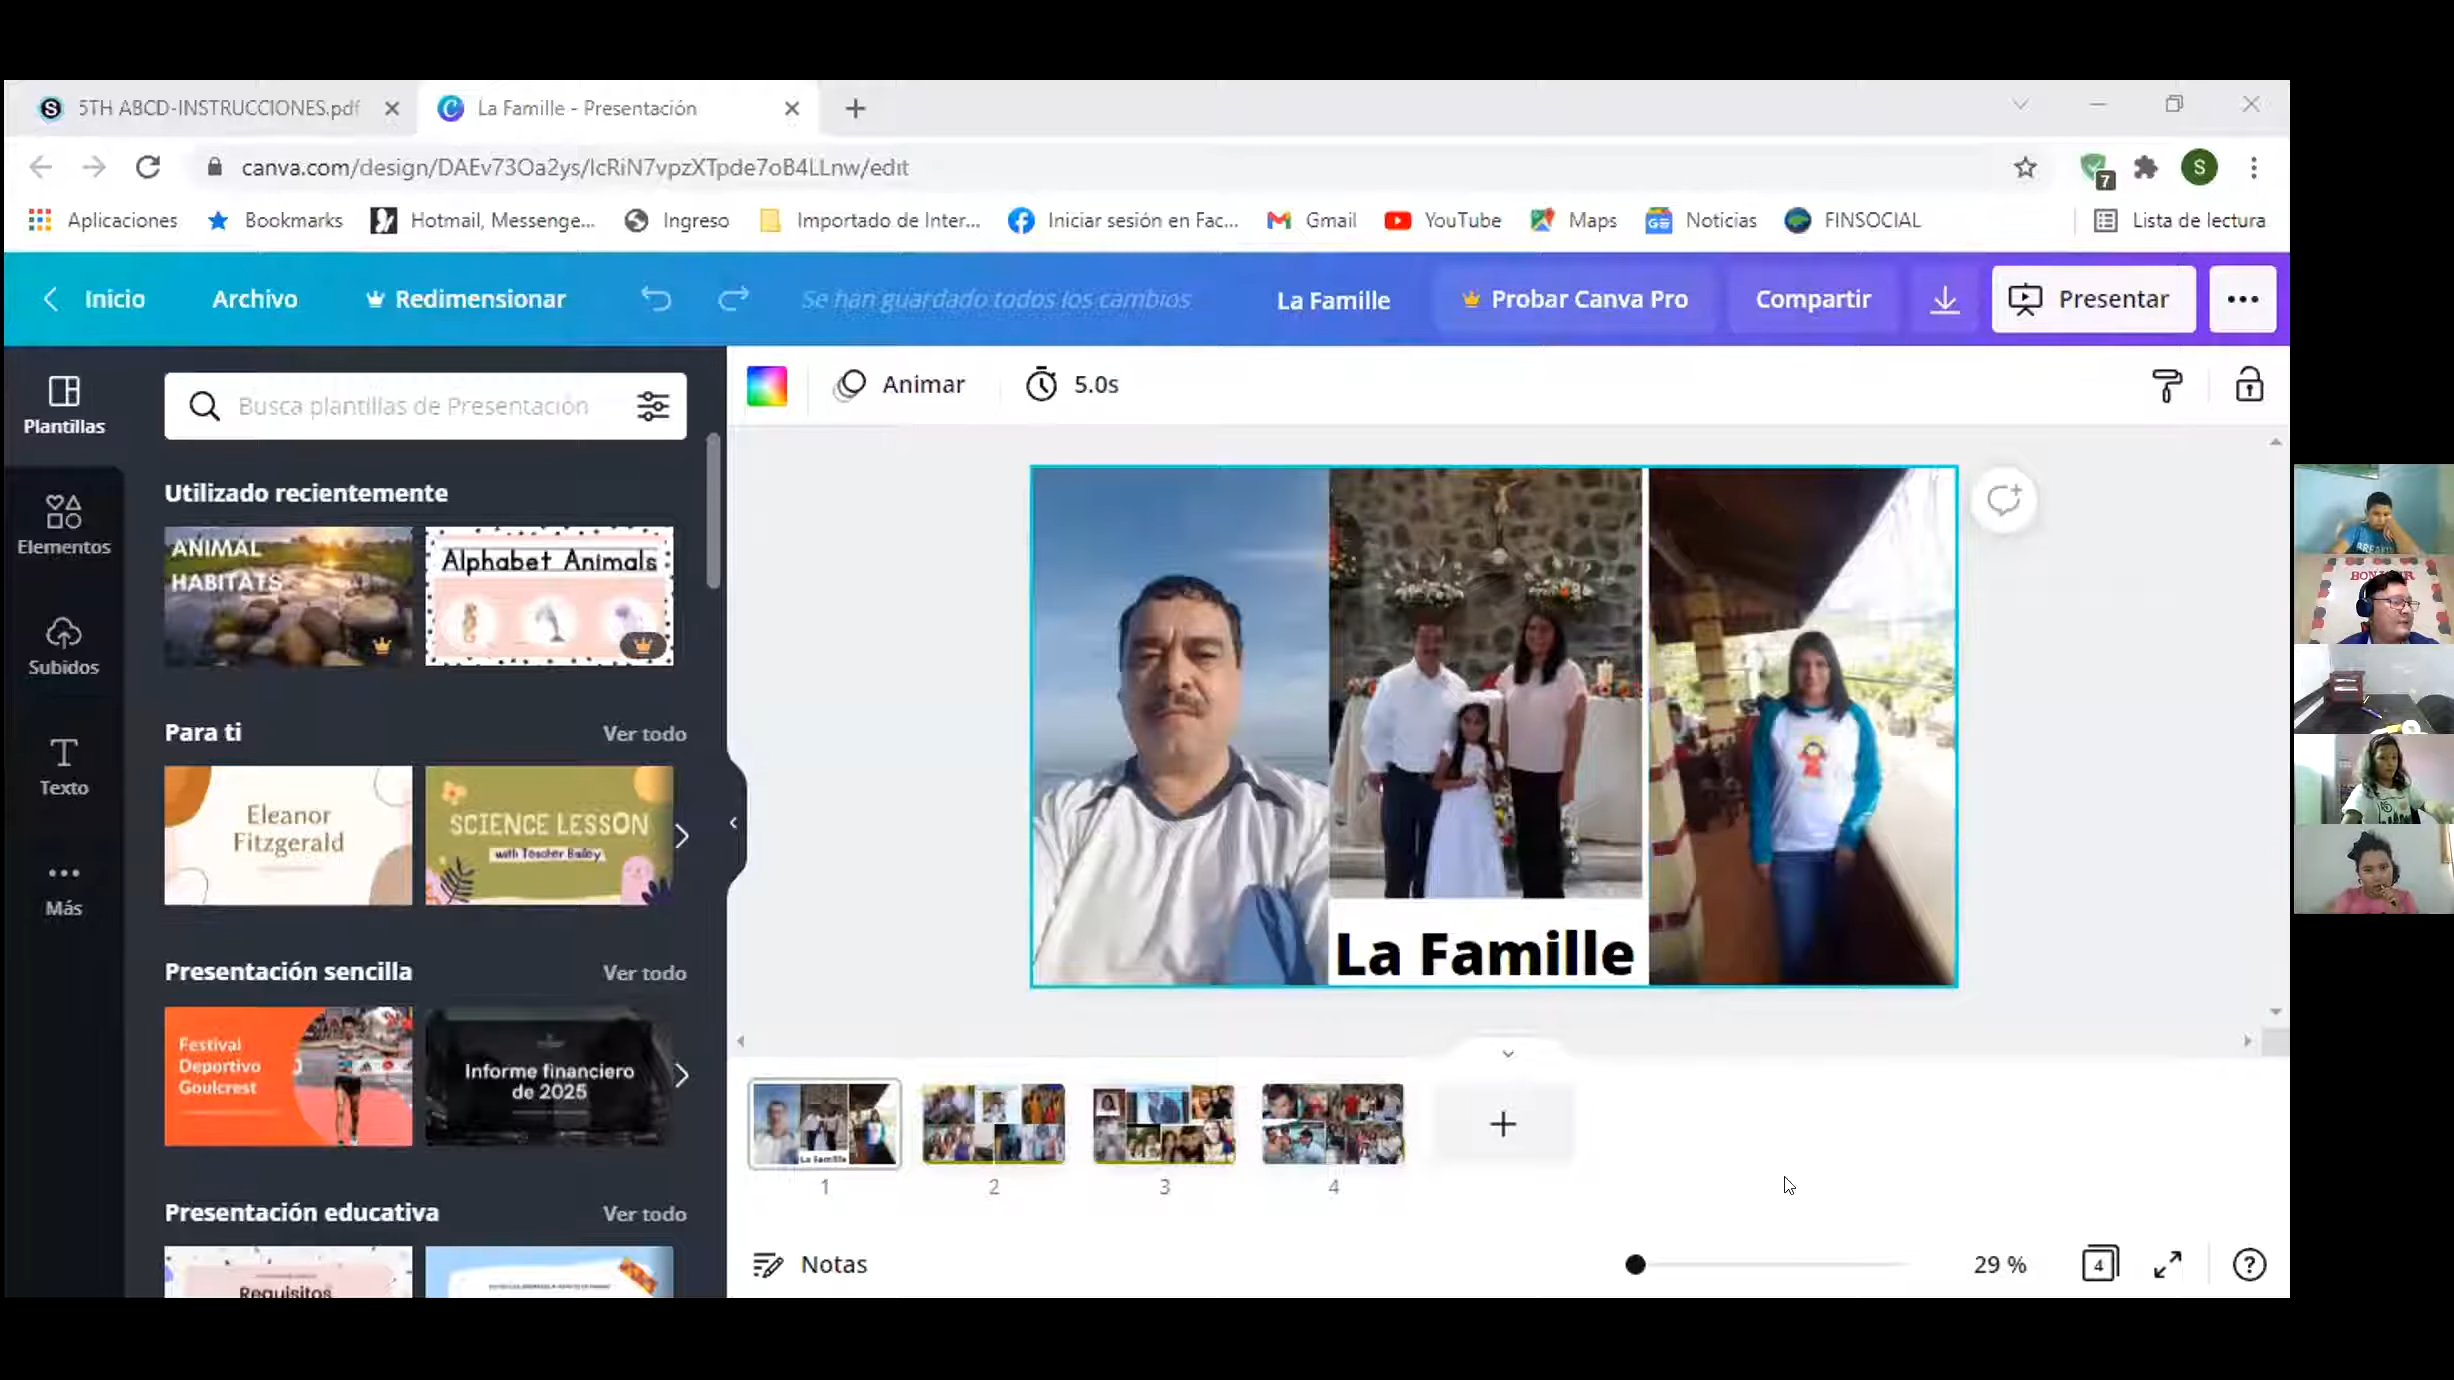 5TH ABCD-INSTRUCCIONES.pdf
La Famille - Presentación
canva.com/design/DAEv73Oa2ys/lcRiN7vpzXTpde7oB4LLnw/edit
7
S
Aplicaciones
Bookmarks
Hotmail, Messenge...
Ingreso
Importado de Inter...
Iniciar sesión en Fac...
Gmail
YouTube
Maps
Noticias
FINSOCIAL
Lista de lectura
Inicio
Archivo
Redimensionar
Se han guardado todos los cambios
La Famille
Probar Canva Pro
Compartir
Presentar
Plantillas
Elementos
Subidos
Texto
Más
Busca plantillas de Presentación
Animar
5.0s
Utilizado recientemente
ANIMAL
HABITATS
Alphabet Animals
Para ti
Ver todo
Eleanor
Fitzgerald
SCIENCE LESSON
with Teacher Bailey
Presentación sencilla
Ver todo
Festival
Deportivo
Goulcrest
Informe financiero
de 2025
Presentación educativa
Ver todo
Requisitos
La Famille
La Famille
1
2
3
4
Notas
29 %
4